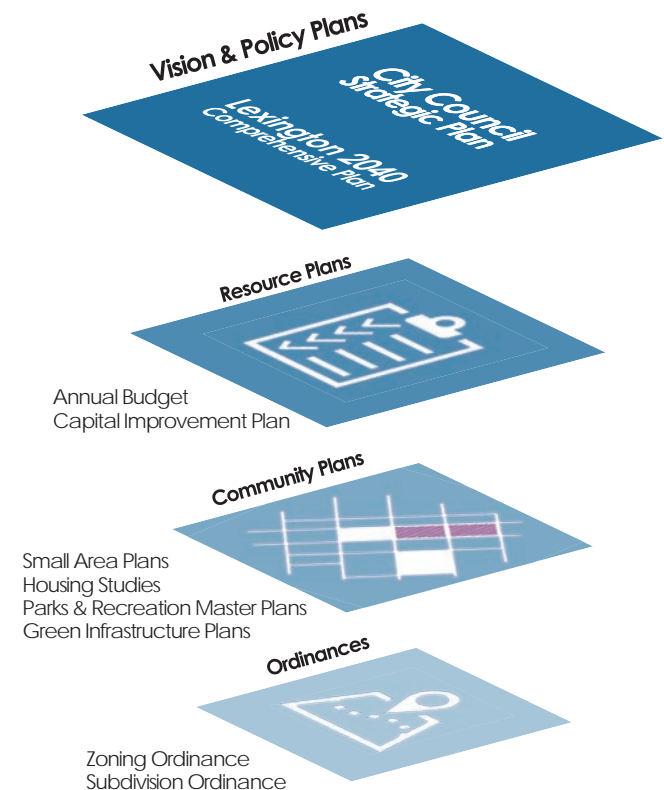 Vision & Policy Plans
City Council
Strategic Plan
Lexington 2040
Comprehensive Plan
Resource Plans
Annual Budget
Capital Improvement Plan
Community Plans
Small Area Plans
Housing Studies
Parks & Recreation Master Plans
Green Infrastructure Plans
Ordinances
Zoning Ordinance
Subdivision Ordinance